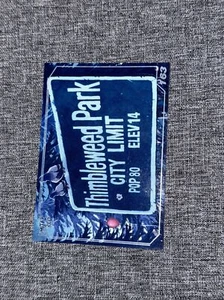 Thimbleweed Park
CITY LIMIT
ELEV 14
POP 80